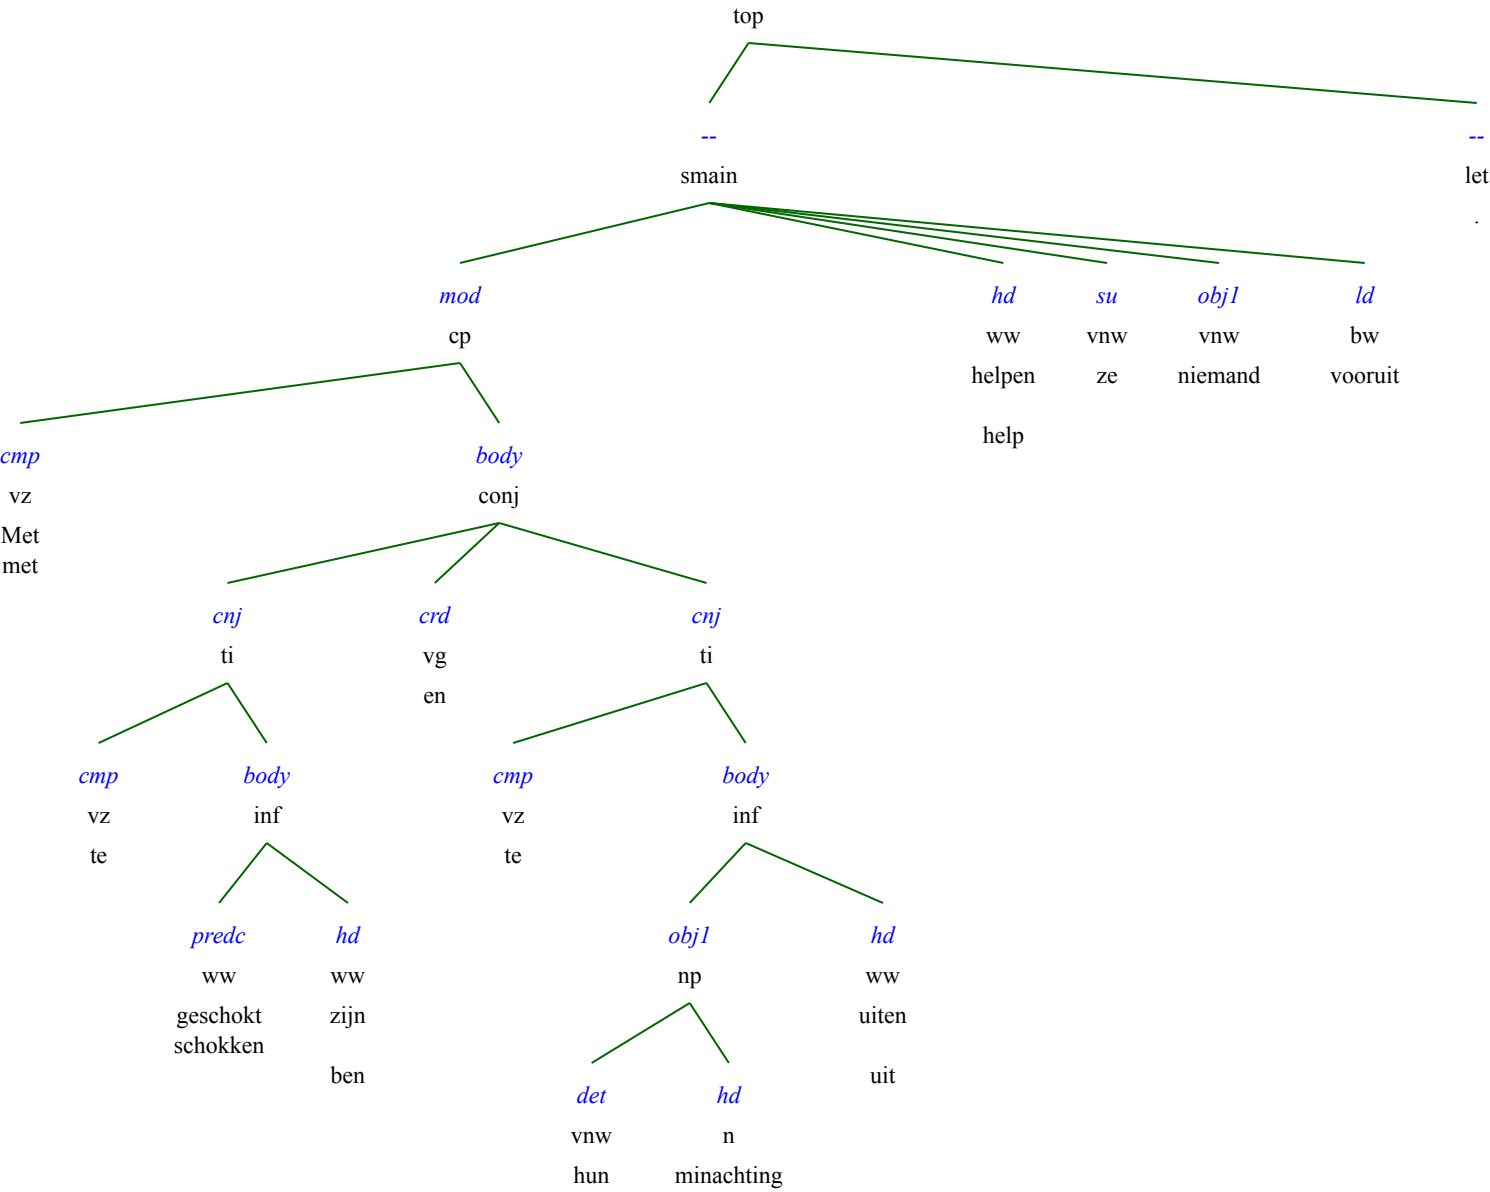 top
-- --
smain let
.
mod hd su obj1 ld
cp ww vnw vnw bw
helpen ze niemand vooruit
help
cmp body
vz conj
Met
met
cnj crd cnj
ti vg ti
en
cmp body cmp body
vz inf vz inf
te te
predc hd obj1 hd
ww ww np ww
geschokt zijn uiten
schokken
ben uit
det hd
vnw n
hun minachting